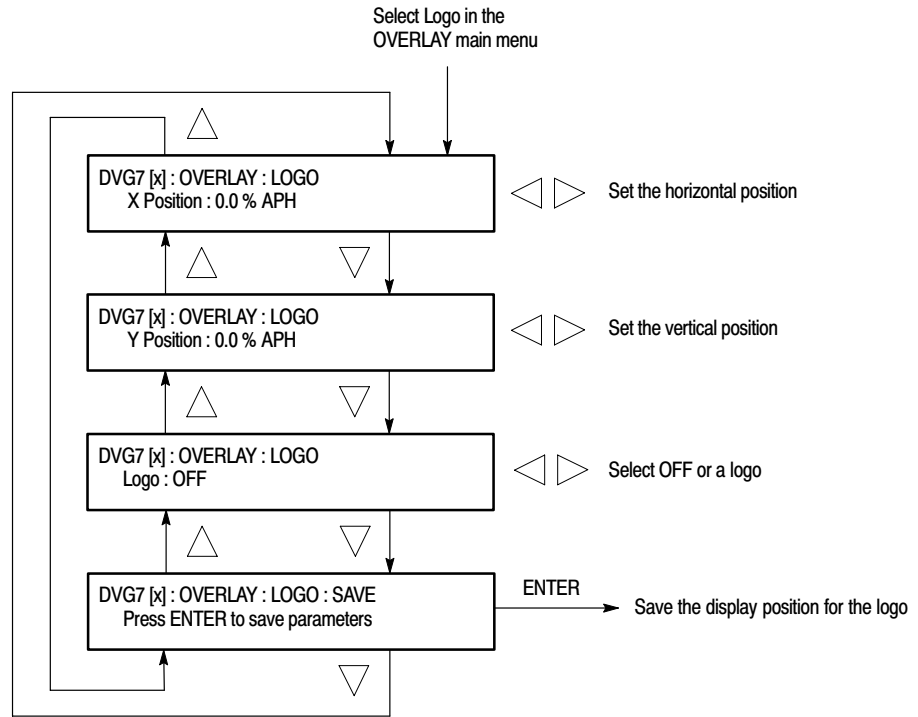 Select Logo in the
OVERLAY main menu
DVG7 [x] : OVERLAY : LOGO
X Position : 0.0 % APH
Set the horizontal position
DVG7 [x] : OVERLAY : LOGO
Y Position : 0.0 % APH
Set the vertical position
DVG7 [x] : OVERLAY : LOGO
Logo : OFF
Select OFF or a logo
DVG7 [x] : OVERLAY : LOGO : SAVE
Press ENTER to save parameters
ENTER
Save the display position for the logo